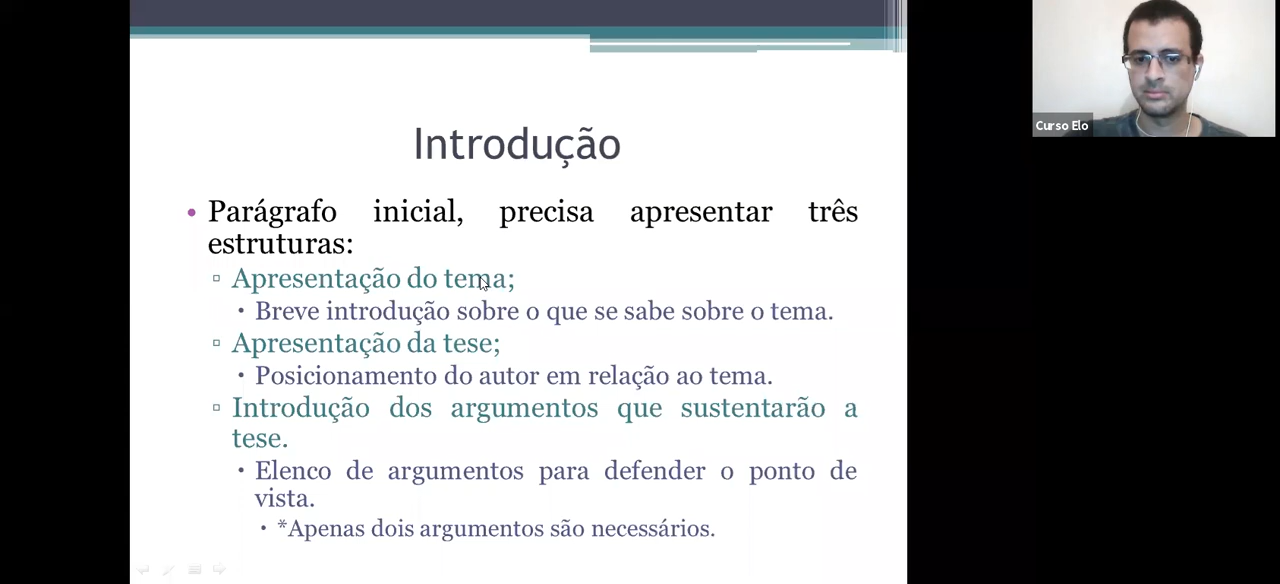 Introdução
• Parágrafo inicial, precisa apresentar três
estruturas:
▫ Apresentação do tema;
• Breve introdução sobre o que se sabe sobre o tema.
▫ Apresentação da tese;
• Posicionamento do autor em relação ao tema.
▫ Introdução dos argumentos que sustentarão a
tese.
• Elenco de argumentos para defender o ponto de
vista.
• *Apenas dois argumentos são necessários.
Curso Elo